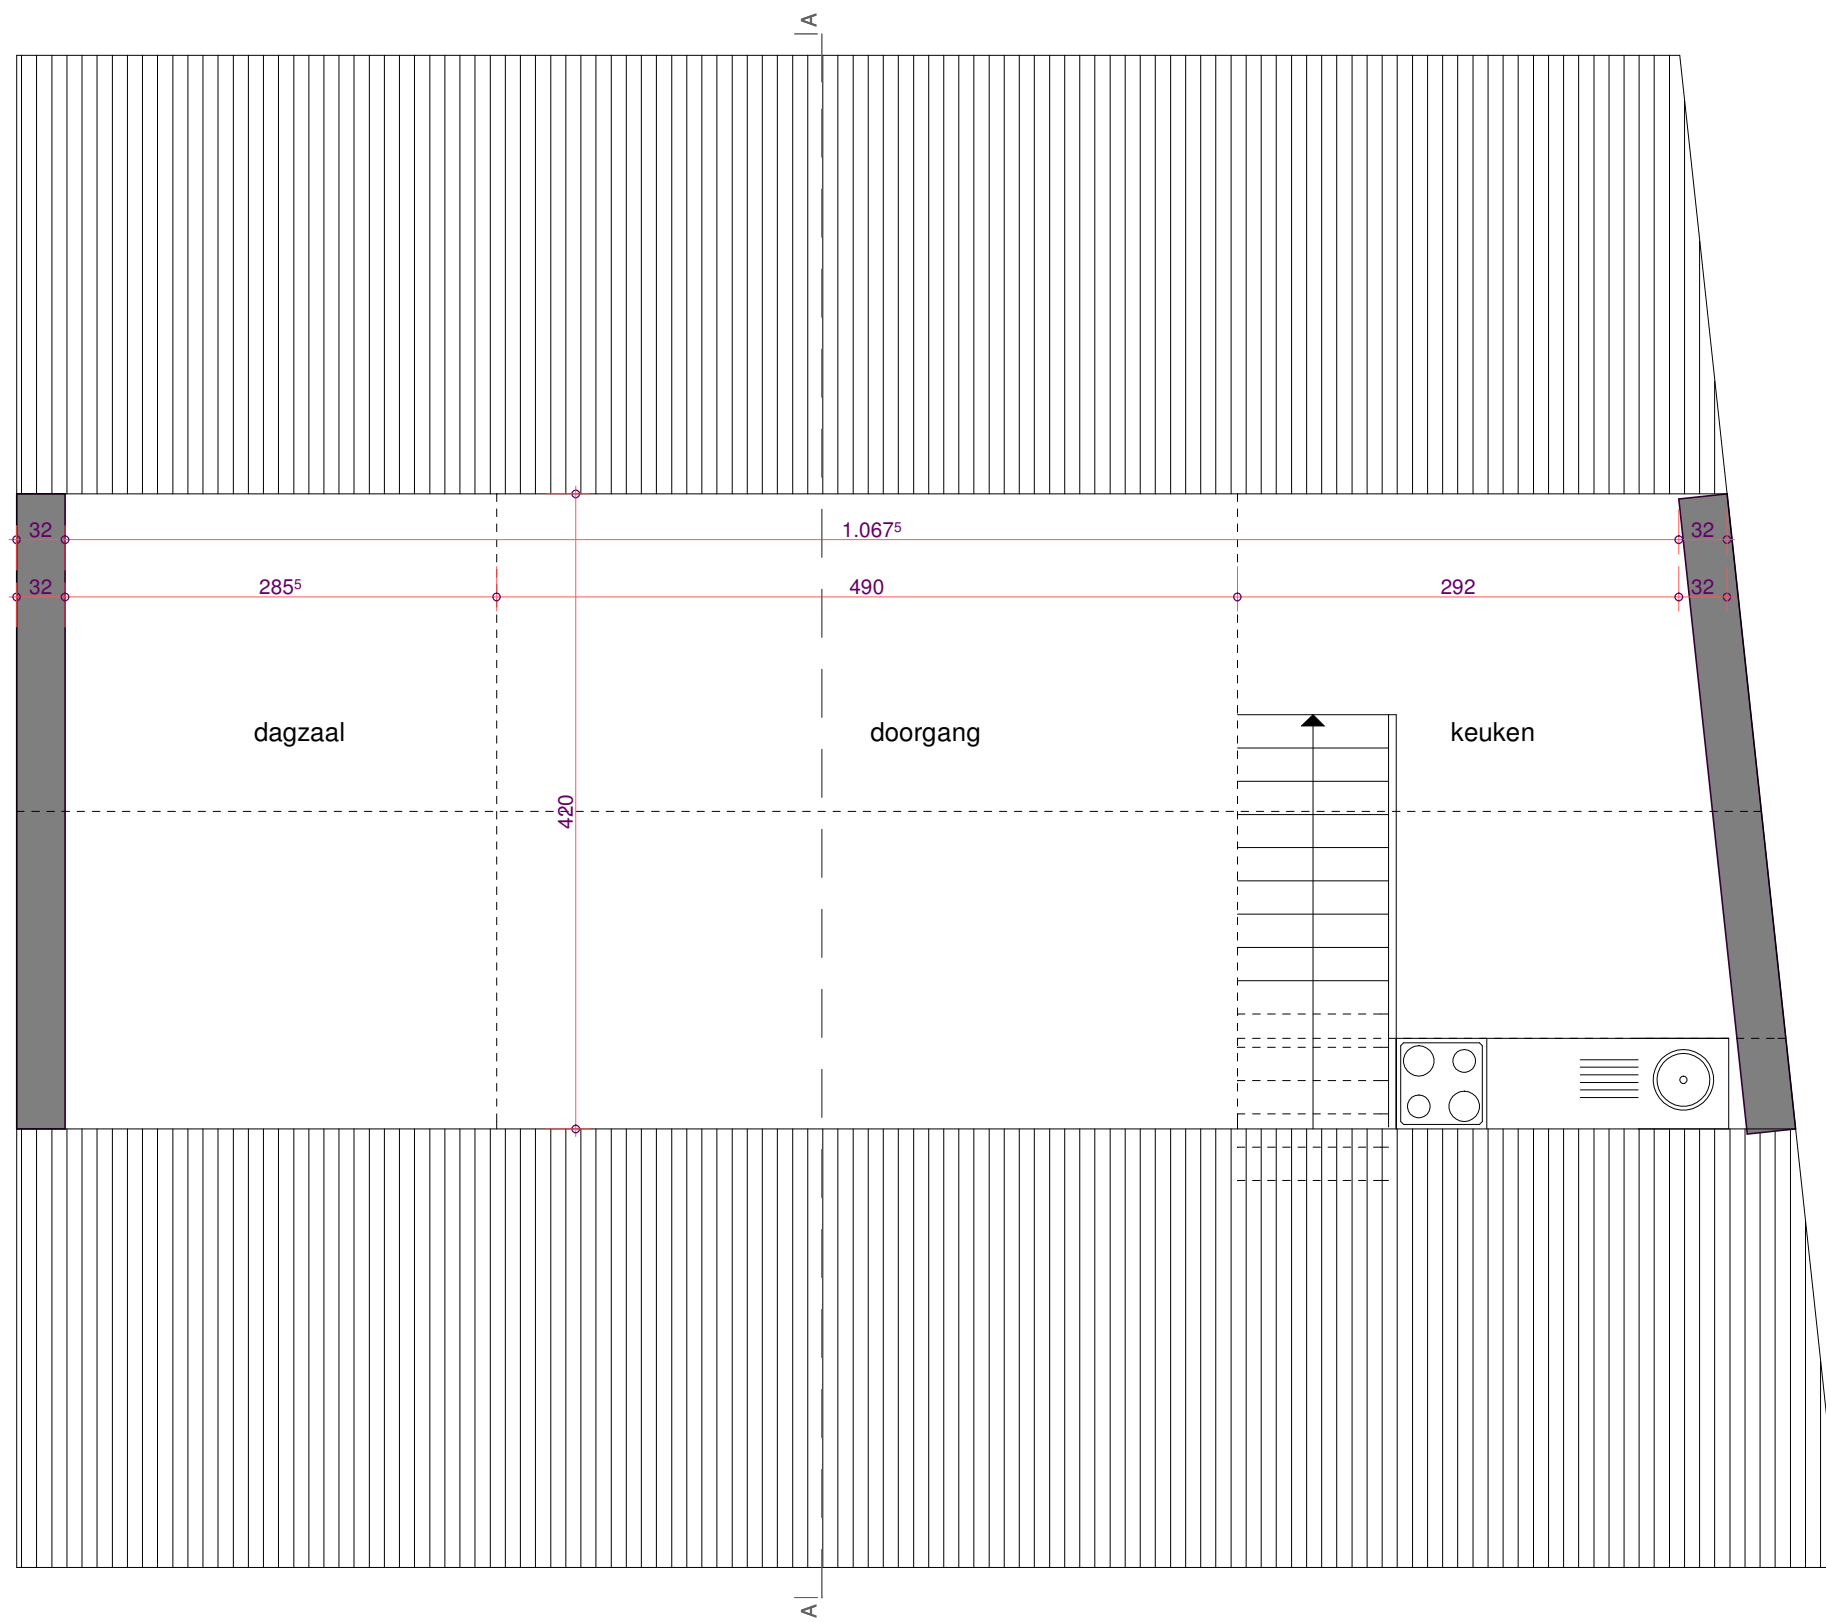 A
32 1.067⁵ 32
32 285⁵ 490 292 32
dagzaal doorgang keuken
420
A